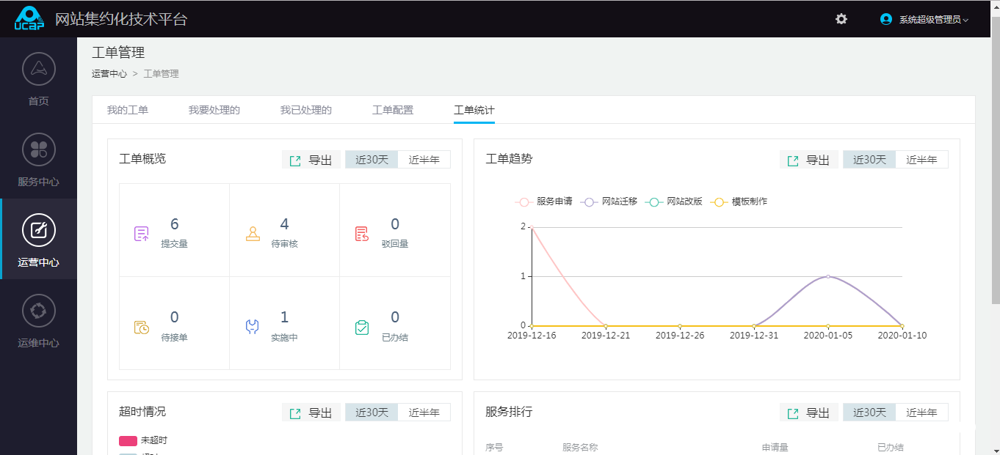 UCAP 网站集约化技术平台 系统超级管理员
首页
服务中心
运营中心
运维中心
工单管理
运营中心 > 工单管理
我的工单 我要处理的 我已处理的 工单配置 工单统计
工单概览 导出 近30天 近半年
6
提交量
4
待审核
0
驳回量
0
待接单
1
实施中
0
已办结
工单趋势 导出 近30天 近半年
服务申请 网站迁移 网站改版 模板制作
2
1
0
2019-12-16 2019-12-21 2019-12-26 2019-12-31 2020-01-05 2020-01-10
超时情况 导出 近30天 近半年
未超时
服务排行 导出 近30天 近半年
序号 服务名称 申请量 已办结